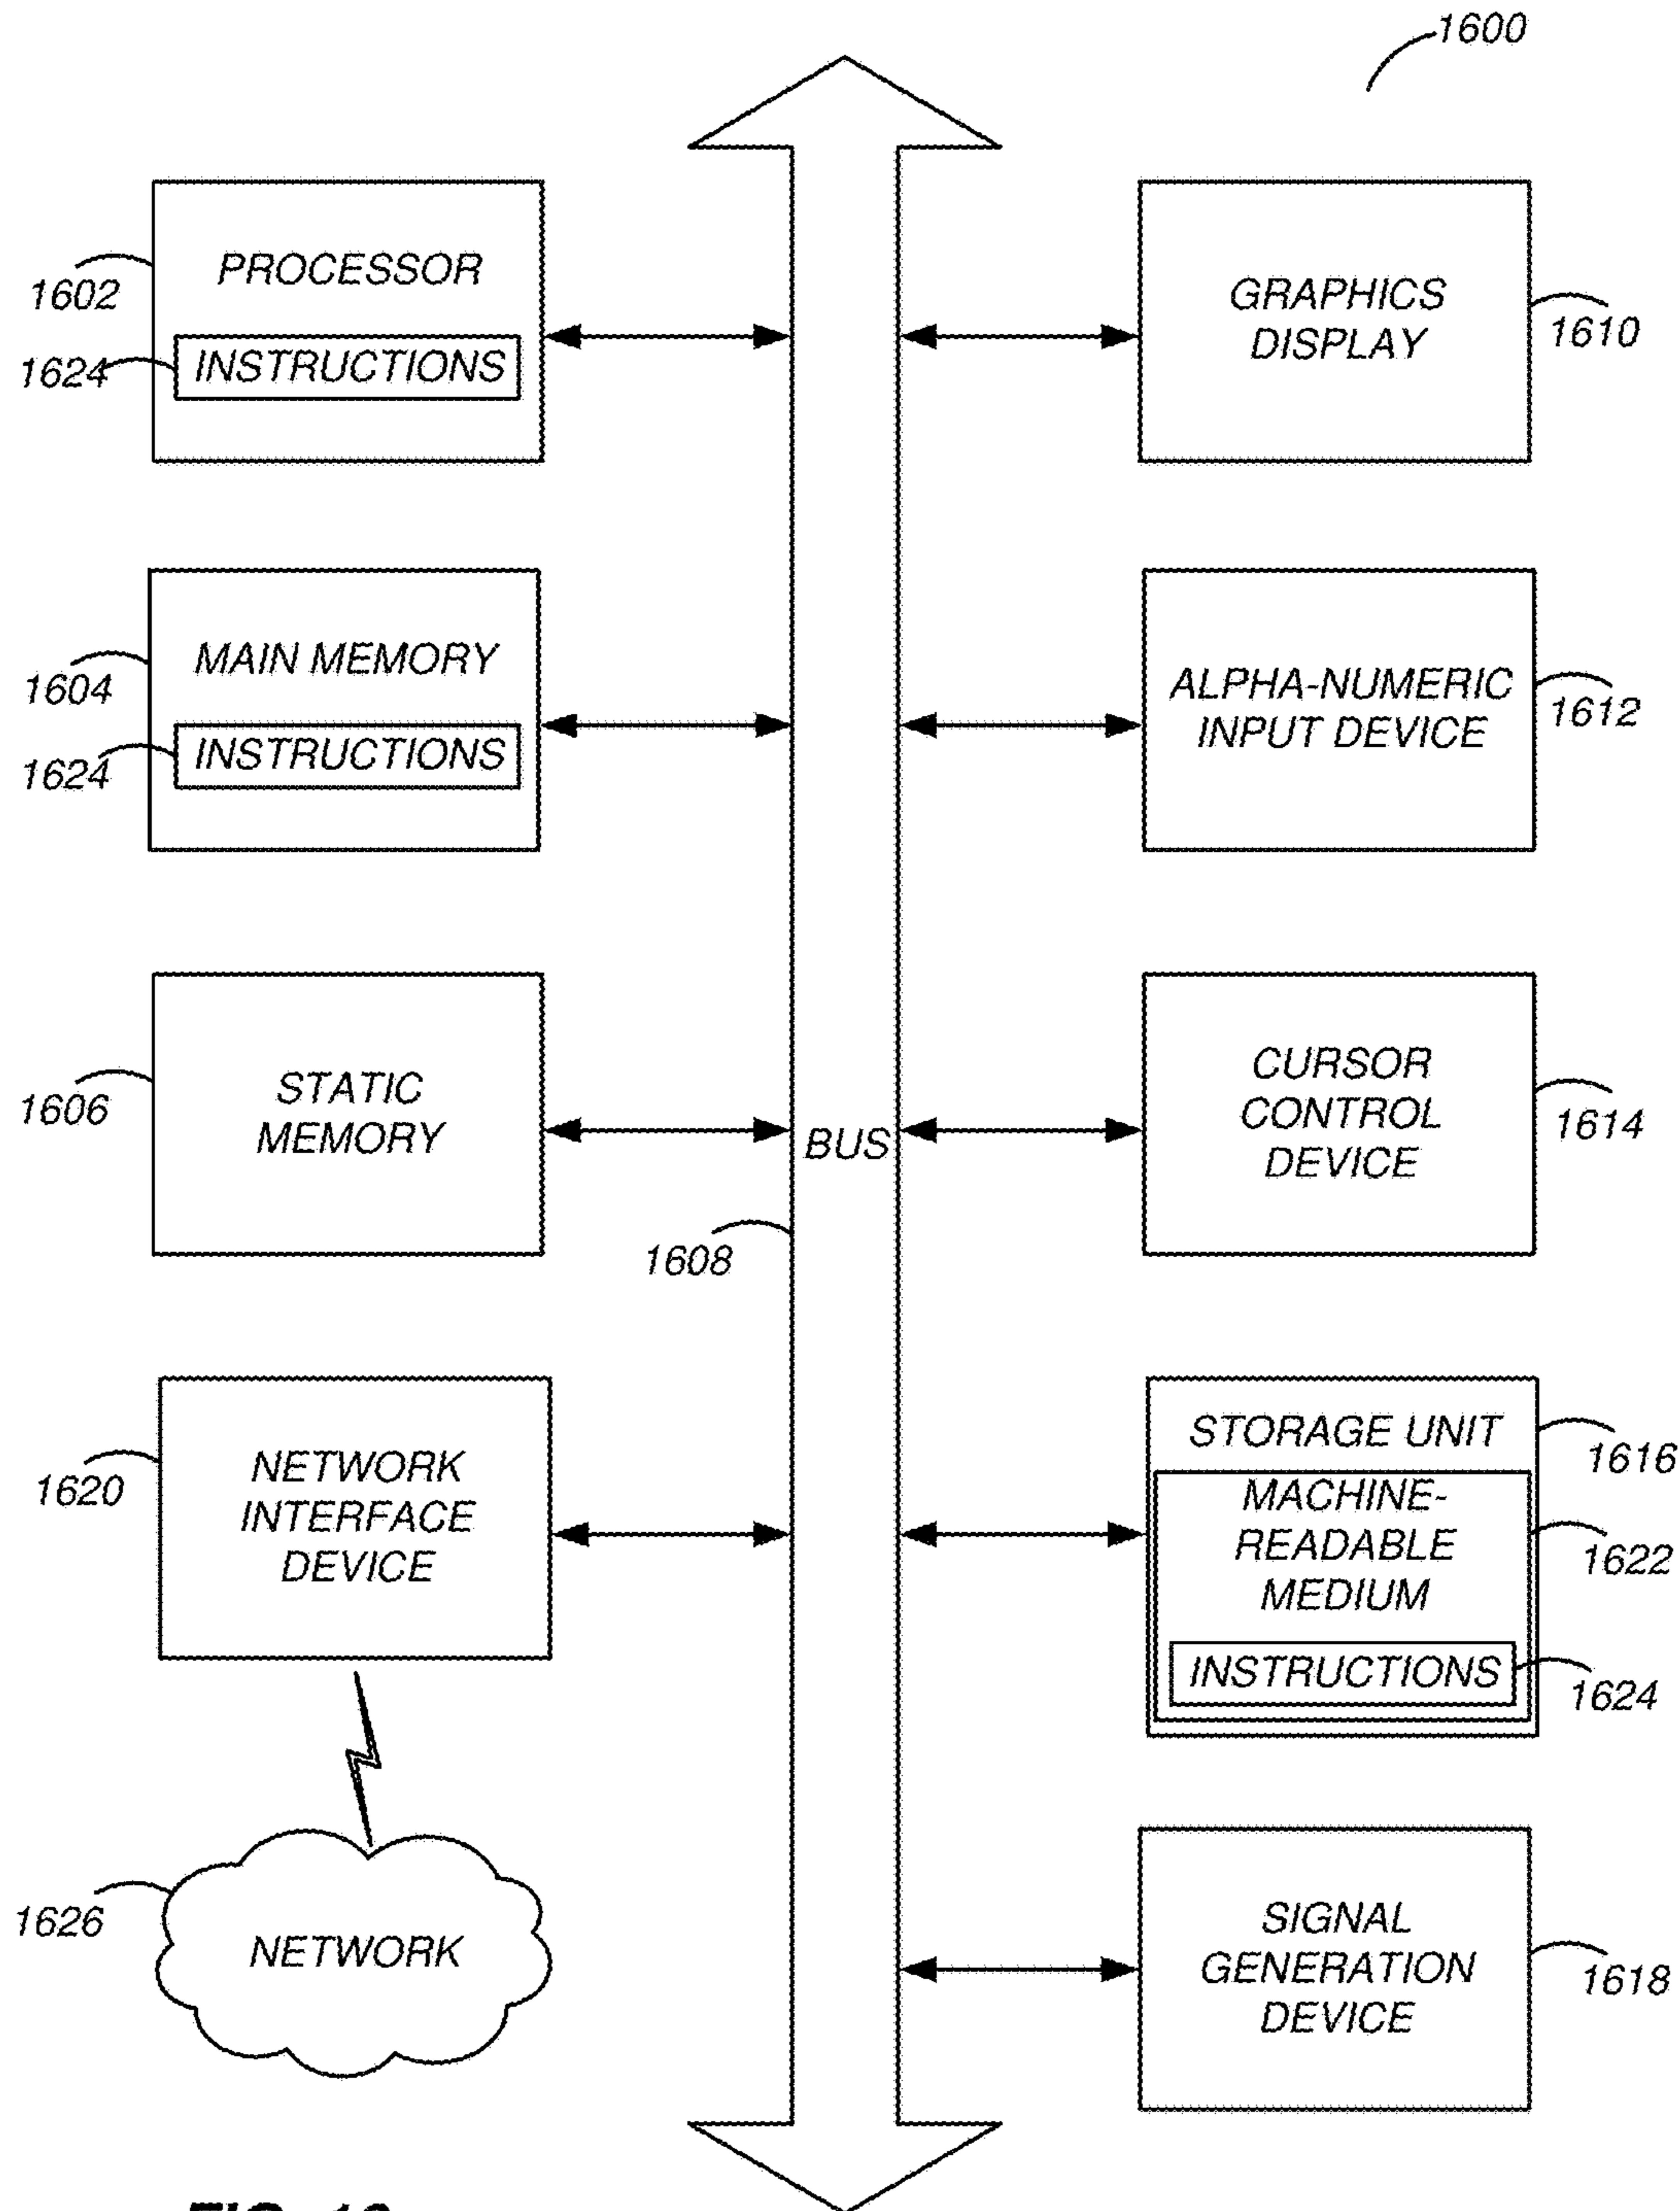 1600
PROCESSOR
1602
1624
INSTRUCTIONS
GRAPHICS
DISPLAY
1610
MAIN MEMORY
1604
1624
INSTRUCTIONS
ALPHA-NUMERIC
INPUT DEVICE
1612
STATIC
MEMORY
1606
BUS
1608
CURSOR
CONTROL
DEVICE
1614
NETWORK
INTERFACE
DEVICE
1620
STORAGE UNIT
1616
MACHINE-
READABLE
MEDIUM
1622
INSTRUCTIONS
1624
1626
NETWORK
SIGNAL
GENERATION
DEVICE
1618